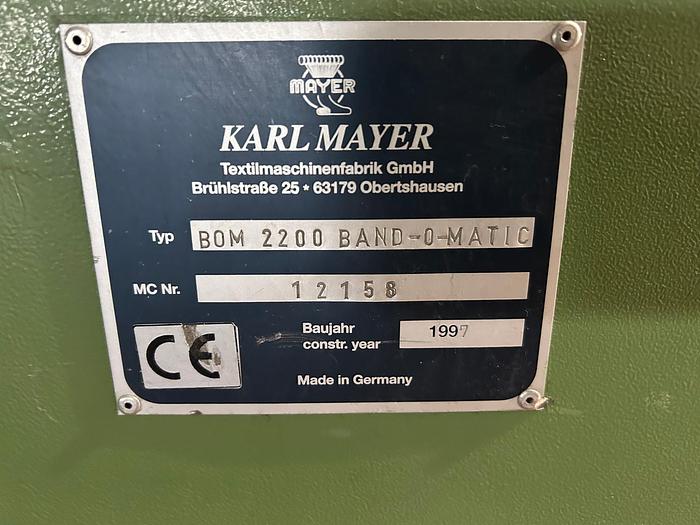 MAYER
KARL MAYER
Textilmaschinenfabrik GmbH
Brühlstraße 25 * 63179 Obertshausen
Typ BOM 2200 BAND-O-MATIC
MC Nr. 12158
Baujahr
constr. year 1997
CE
Made in Germany